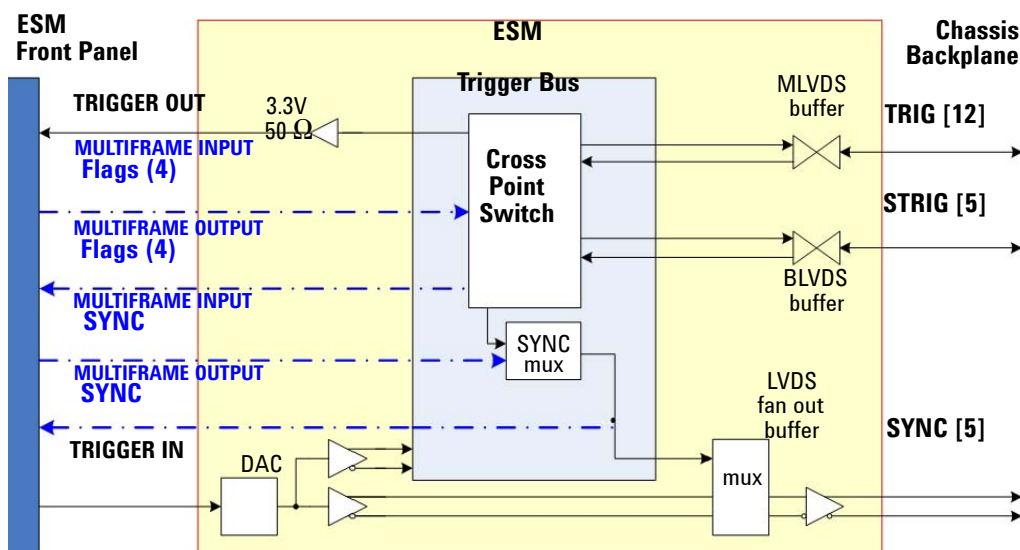 ESM
Front Panel
ESM
Chassis
Backplane
Trigger Bus
TRIGGER OUT
3.3V
50 Ω
MLVDS
buffer
TRIG [12]
MULTIFRAME INPUT
Flags (4)
Cross
Point
Switch
STRIG [5]
MULTIFRAME OUTPUT
Flags (4)
BLVDS
buffer
MULTIFRAME INPUT
SYNC
SYNC
mux
MULTIFRAME OUTPUT
SYNC
LVDS
fan out
buffer
SYNC [5]
TRIGGER IN
DAC
mux